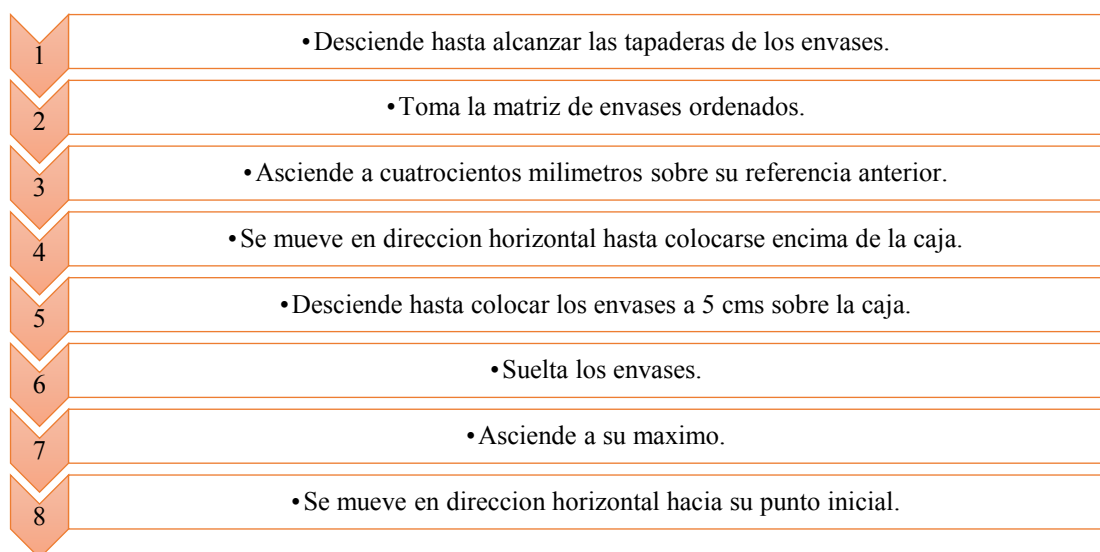 1 •Desciende hasta alcanzar las tapaderas de los envases.
2 •Toma la matriz de envases ordenados.
3 •Asciende a cuatrocientos milimetros sobre su referencia anterior.
4 •Se mueve en direccion horizontal hasta colocarse encima de la caja.
5 •Desciende hasta colocar los envases a 5 cms sobre la caja.
6 •Suelta los envases.
7 •Asciende a su maximo.
8 •Se mueve en direccion horizontal hacia su punto inicial.